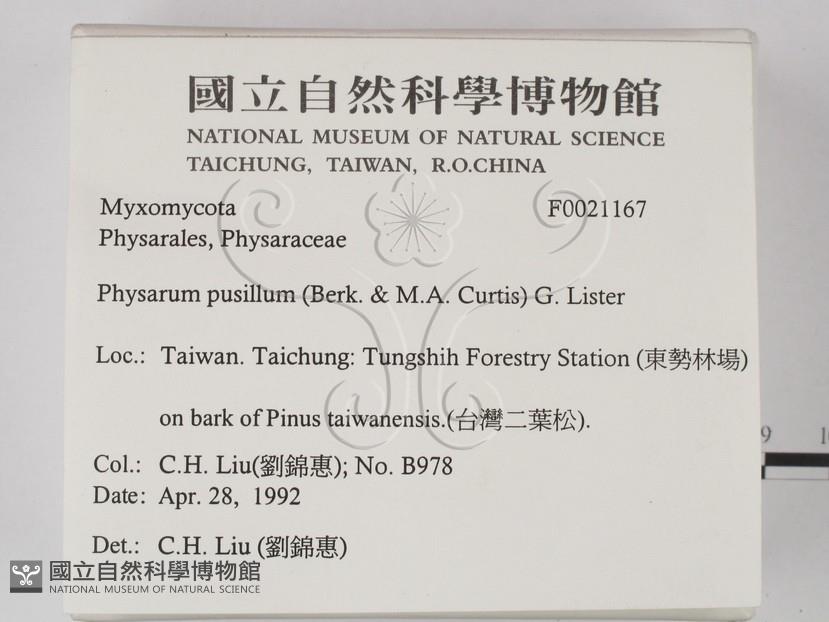 國立自然科學博物館
NATIONAL MUSEUM OF NATURAL SCIENCE
TAICHUNG, TAIWAN, R.O.CHINA
Myxomycota F0021167
Physarales, Physaraceae
Physarum pusillum (Berk. & M.A. Curtis) G. Lister
Loc.: Taiwan. Taichung: Tungshih Forestry Station (東勢林場)
on bark of Pinus taiwanensis.(台灣二葉松).
Col.: C.H. Liu(劉錦惠); No. B978
Date: Apr. 28, 1992
Det.: C.H. Liu (劉錦惠)
國立自然科學博物館
NATIONAL MUSEUM OF NATURAL SCIENCE
9